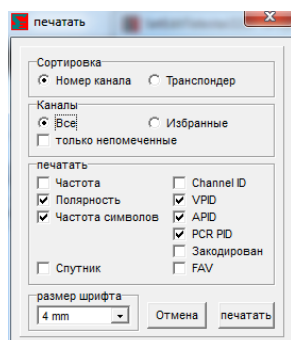 печатать
Сортировка
Номер канала Транспондер
Каналы
Все Избранные
только непомеченные
печатать
Частота Channel ID
Полярность VPID
Частота символов APID
PCR PID
Закодирован
Спутник FAV
размер шрифта
4 mm Отмена печатать